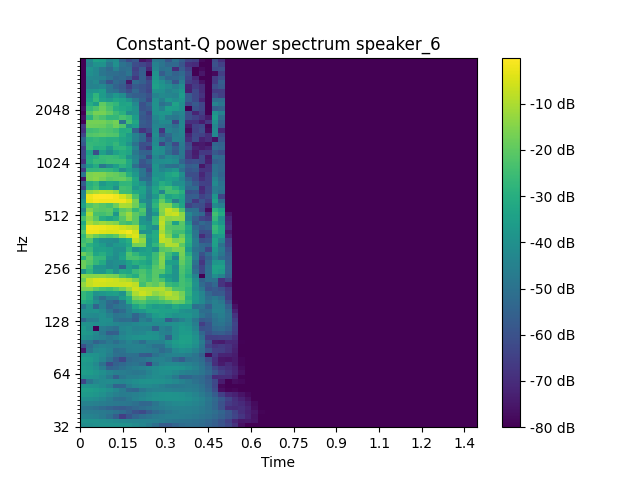 Constant-Q power spectrum speaker_6
2048
1024
512
256
128
64
32
Hz
0 0.15 0.3 0.45 0.6 0.75 0.9 1.1 1.2 1.4
Time
-10 dB
-20 dB
-30 dB
-40 dB
-50 dB
-60 dB
-70 dB
-80 dB